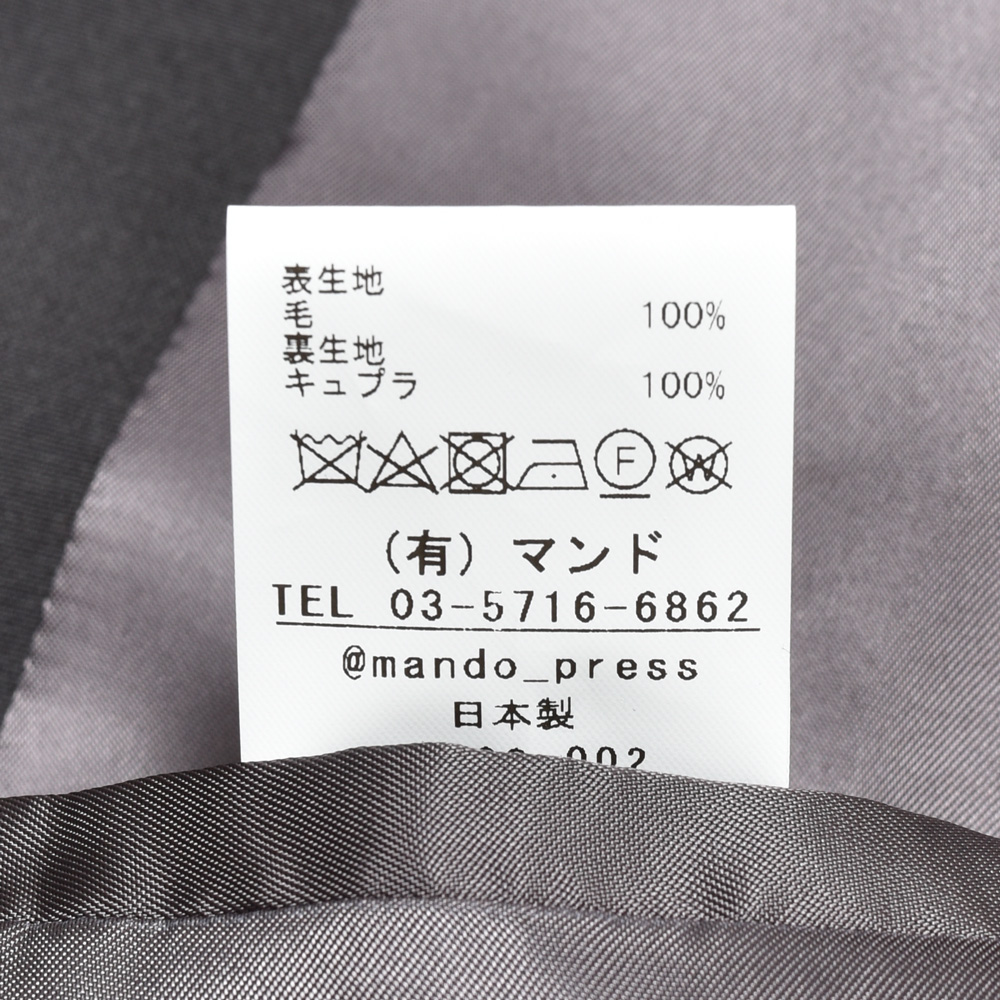 表生地
毛 100%
裏生地
キュプラ 100%
F W
(有) マンド
TEL 03-5716-6862
@mando_press
日本製
002